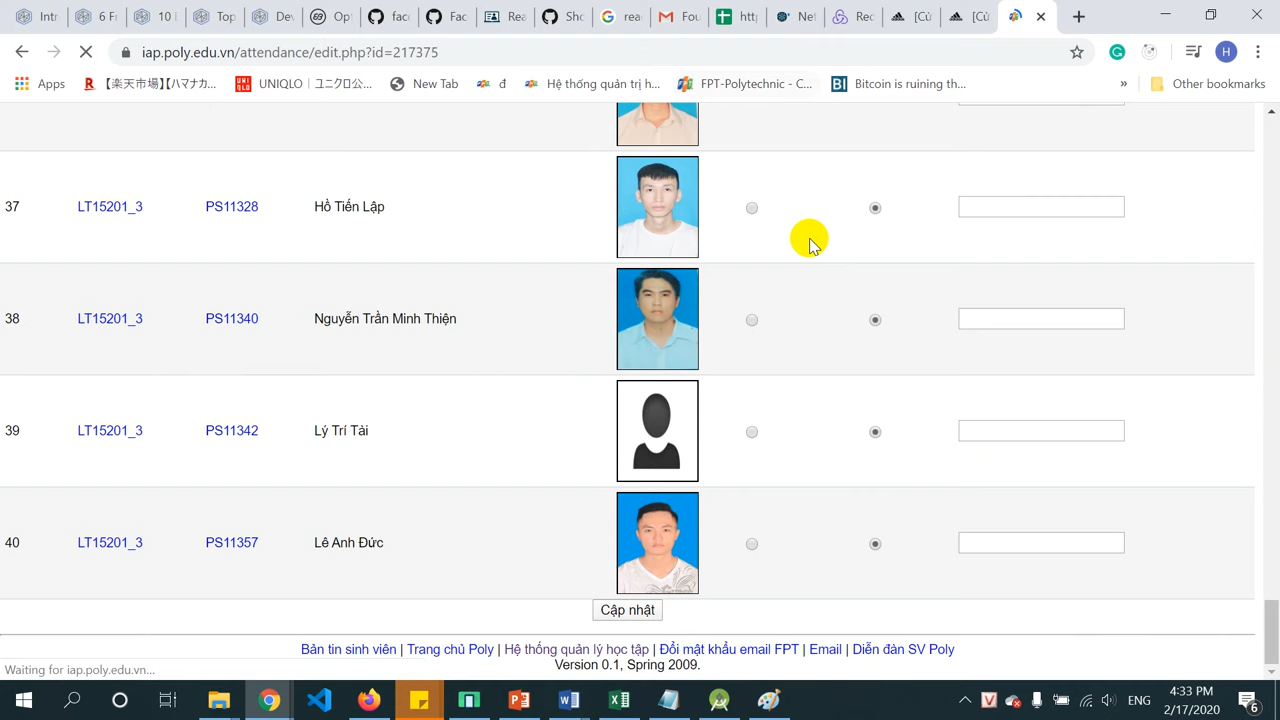 Intr
6 F
10
Top
Dev
Gg
fac
Fac
Rea
Sho
rea
Fou
http
Net
Rec
[Cù
[Cù
iap.poly.edu.vn/attendance/edit.php?id=217375
H
Apps
【楽天市場】【ハマナカ...
UNIQLO | ユニクロ公...
New Tab
đ
Hệ thống quản trị h...
FPT-Polytechnic - C...
BI
Bitcoin is ruining th...
»
Other bookmarks
37 LT15201_3 PS11328 Hồ Tiến Lập
38 LT15201_3 PS11340 Nguyễn Trần Minh Thiện
39 LT15201_3 PS11342 Lý Trí Tài
40 LT15201_3 PS11357 Lê Anh Đức
Cập nhật
Bản tin sinh viên | Trang chủ Poly | Hệ thống quản lý học tập | Đổi mật khẩu email FPT | Email | Diễn đàn SV Poly
Version 0.1, Spring 2009.
Waiting for iap.poly.edu.vn...
ENG
4:33 PM
2/17/2020
6